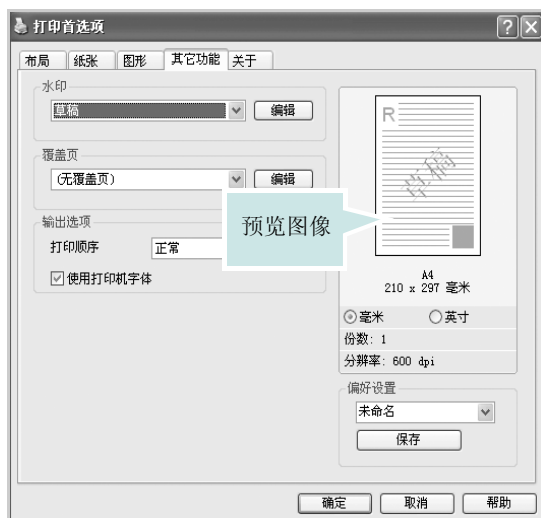 打印首选项
布局 纸张 图形 其它功能 关于
水印
草稿 编辑
覆盖页
(无覆盖页) 编辑
输出选项
打印顺序 正常
使用打印机字体
预览图像
R
草稿
A4
210 x 297 毫米
毫米 英寸
份数: 1
分辨率: 600 dpi
偏好设置
未命名
保存
确定 取消 帮助